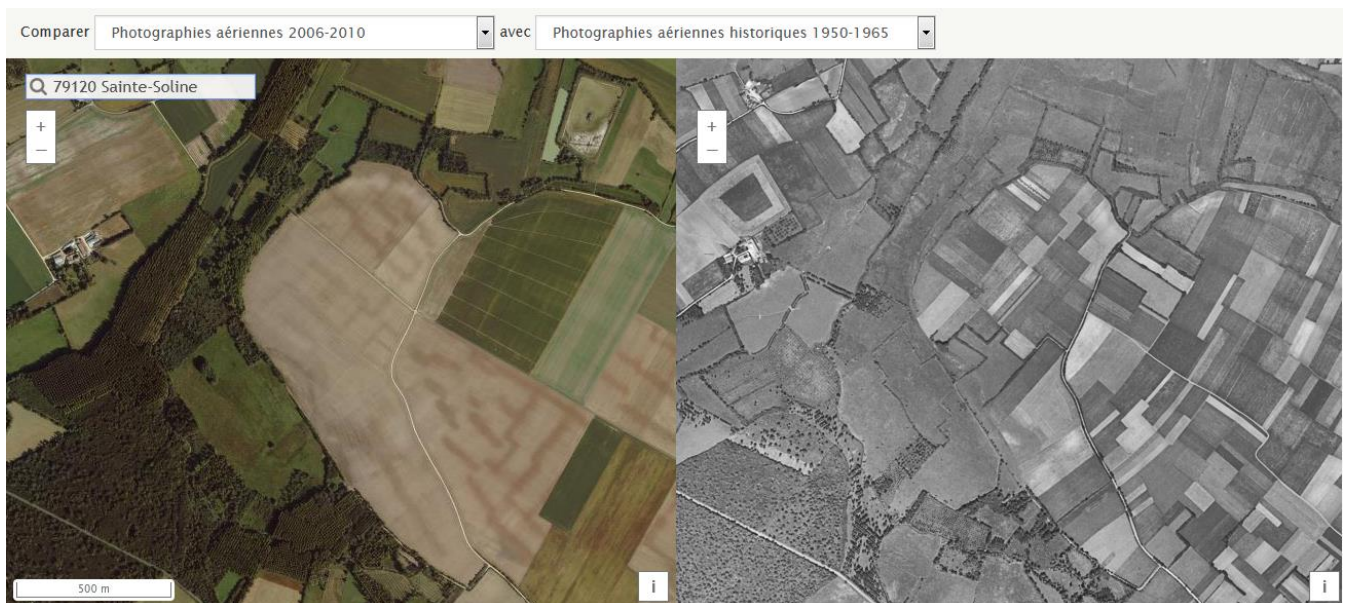 Comparer Photographies aériennes 2006-2010 avec Photographies aériennes historiques 1950-1965
79120 Sainte-Soline
+
−
+
−
500 m
i
i